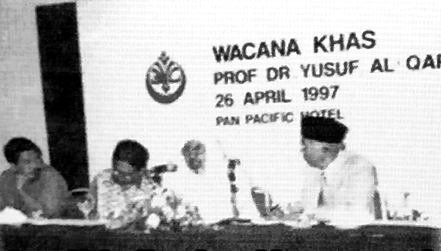 WACANA KHAS
PROF DR YUSUF AL QAR
26 APRIL 1997
PAN PACIFIC HOTEL